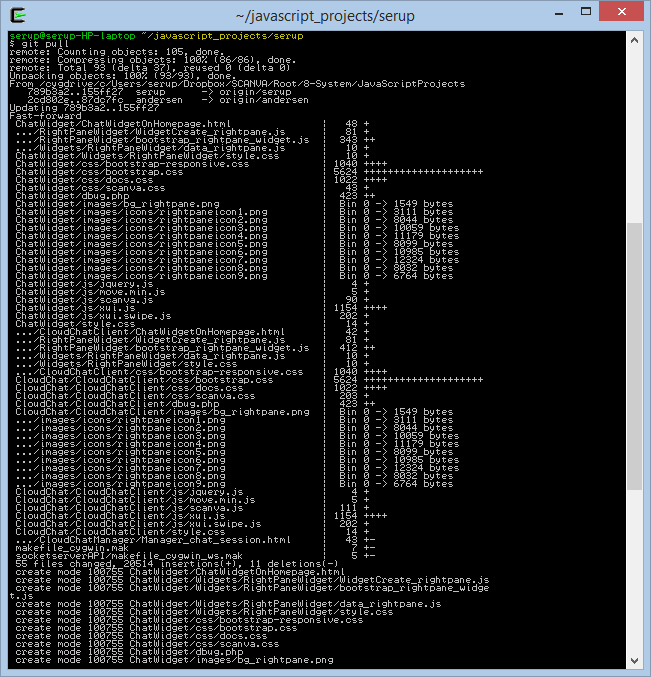 ~/javascript_projects/serup
serup@serup-HP-laptop ~/javascript_projects/serup
$ git pull
remote: Counting objects: 105, done.
remote: Compressing objects: 100% (86/86), done.
remote: Total 93 (delta 37), reused 0 (delta 0)
Unpacking objects: 100% (93/93), done.
From /cygdrive/c/Users/serup/Dropbox/SCANVA/Root/8-System/JavaScriptProjects
789b3a2..155ff27 serup -> origin/serup
2cd802e..87dc7fc andersen -> origin/andersen
Updating 789b3a2..155ff27
Fast-forward
ChatWidget/ChatWidgetOnHomepage.html | 48 +
.../RightPaneWidget/WidgetCreate_rightpane.js | 81 +
.../RightPaneWidget/bootstrap_rightpane_widget.js | 343 ++
.../Widgets/RightPaneWidget/data_rightpane.js | 10 +
ChatWidget/Widgets/RightPaneWidget/style.css | 10 +
ChatWidget/css/bootstrap-responsive.css | 1040 ++++
ChatWidget/css/bootstrap.css | 5624 ++++++++++++++++++++
ChatWidget/css/docs.css | 1022 ++++
ChatWidget/css/scanva.css | 43 +
ChatWidget/dbug.php | 423 ++
ChatWidget/images/bg_rightpane.png | Bin 0 -> 1549 bytes
ChatWidget/images/icons/rightpaneicon1.png | Bin 0 -> 3111 bytes
ChatWidget/images/icons/rightpaneicon2.png | Bin 0 -> 8044 bytes
ChatWidget/images/icons/rightpaneicon3.png | Bin 0 -> 10059 bytes
ChatWidget/images/icons/rightpaneicon4.png | Bin 0 -> 11179 bytes
ChatWidget/images/icons/rightpaneicon5.png | Bin 0 -> 8099 bytes
ChatWidget/images/icons/rightpaneicon6.png | Bin 0 -> 10985 bytes
ChatWidget/images/icons/rightpaneicon7.png | Bin 0 -> 12324 bytes
ChatWidget/images/icons/rightpaneicon8.png | Bin 0 -> 8032 bytes
ChatWidget/images/icons/rightpaneicon9.png | Bin 0 -> 6764 bytes
ChatWidget/js/jquery.js | 4 +
ChatWidget/js/move.min.js | 5 +
ChatWidget/js/scanva.js | 90 +
ChatWidget/js/xui.js | 1154 ++++
ChatWidget/js/xui.swipe.js | 202 +
ChatWidget/style.css | 14 +
.../CloudChatClient/ChatWidgetOnHomepage.html | 42 +
.../RightPaneWidget/WidgetCreate_rightpane.js | 81 +
.../RightPaneWidget/bootstrap_rightpane_widget.js | 412 ++
.../Widgets/RightPaneWidget/data_rightpane.js | 10 +
.../Widgets/RightPaneWidget/style.css | 10 +
.../CloudChatClient/css/bootstrap-responsive.css | 1040 ++++
CloudChat/CloudChatClient/css/bootstrap.css | 5624 ++++++++++++++++++++
CloudChat/CloudChatClient/css/docs.css | 1022 ++++
CloudChat/CloudChatClient/css/scanva.css | 203 +
CloudChat/CloudChatClient/dbug.php | 423 ++
CloudChat/CloudChatClient/images/bg_rightpane.png | Bin 0 -> 1549 bytes
.../images/icons/rightpaneicon1.png | Bin 0 -> 3111 bytes
.../images/icons/rightpaneicon2.png | Bin 0 -> 8044 bytes
.../images/icons/rightpaneicon3.png | Bin 0 -> 10059 bytes
.../images/icons/rightpaneicon4.png | Bin 0 -> 11179 bytes
.../images/icons/rightpaneicon5.png | Bin 0 -> 8099 bytes
.../images/icons/rightpaneicon6.png | Bin 0 -> 10985 bytes
.../images/icons/rightpaneicon7.png | Bin 0 -> 12324 bytes
.../images/icons/rightpaneicon8.png | Bin 0 -> 8032 bytes
.../images/icons/rightpaneicon9.png | Bin 0 -> 6764 bytes
CloudChat/CloudChatClient/js/jquery.js | 4 +
CloudChat/CloudChatClient/js/move.min.js | 5 +
CloudChat/CloudChatClient/js/scanva.js | 111 +
CloudChat/CloudChatClient/js/xui.js | 1154 ++++
CloudChat/CloudChatClient/js/xui.swipe.js | 202 +
CloudChat/CloudChatClient/style.css | 14 +
.../CloudChatManager/Manager_chat_session.html | 43 +-
makefile_cygwin.mak | 7 +-
socketserverAPI/makefile_cygwin_ws.mak | 5 +-
55 files changed, 20514 insertions(+), 11 deletions(-)
create mode 100755 ChatWidget/ChatWidgetOnHomepage.html
create mode 100755 ChatWidget/Widgets/RightPaneWidget/WidgetCreate_rightpane.js
create mode 100755 ChatWidget/Widgets/RightPaneWidget/bootstrap_rightpane_widge
t.js
create mode 100755 ChatWidget/Widgets/RightPaneWidget/data_rightpane.js
create mode 100755 ChatWidget/Widgets/RightPaneWidget/style.css
create mode 100755 ChatWidget/css/bootstrap-responsive.css
create mode 100755 ChatWidget/css/bootstrap.css
create mode 100755 ChatWidget/css/docs.css
create mode 100755 ChatWidget/css/scanva.css
create mode 100755 ChatWidget/dbug.php
create mode 100755 ChatWidget/images/bg_rightpane.png